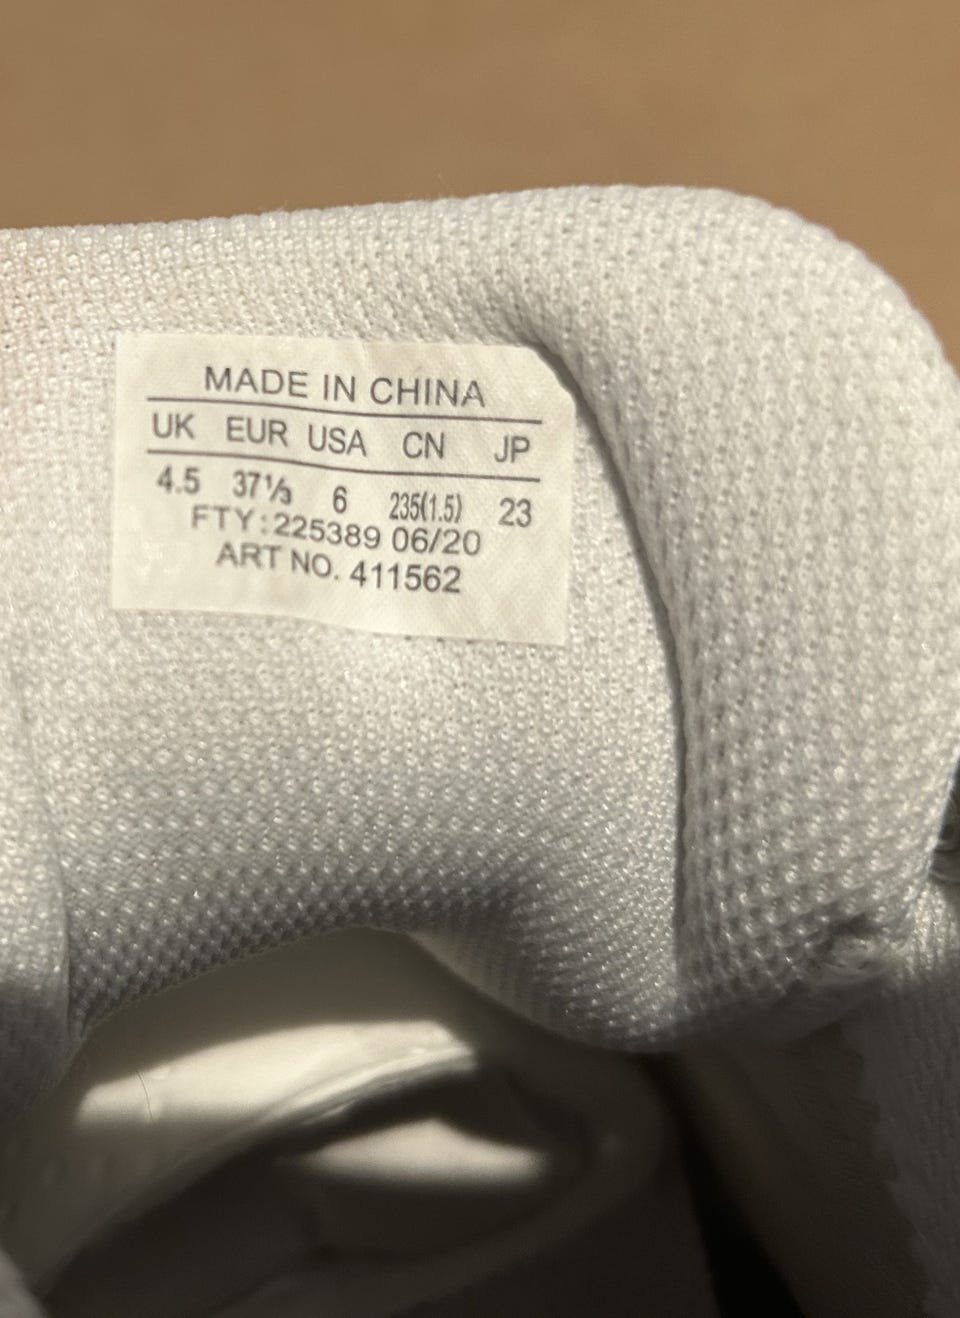 MADE IN CHINA
UK EUR USA CN JP
4.5 37⅓ 6 235(1.5) 23
FTY:225389 06/20
ART NO. 411562